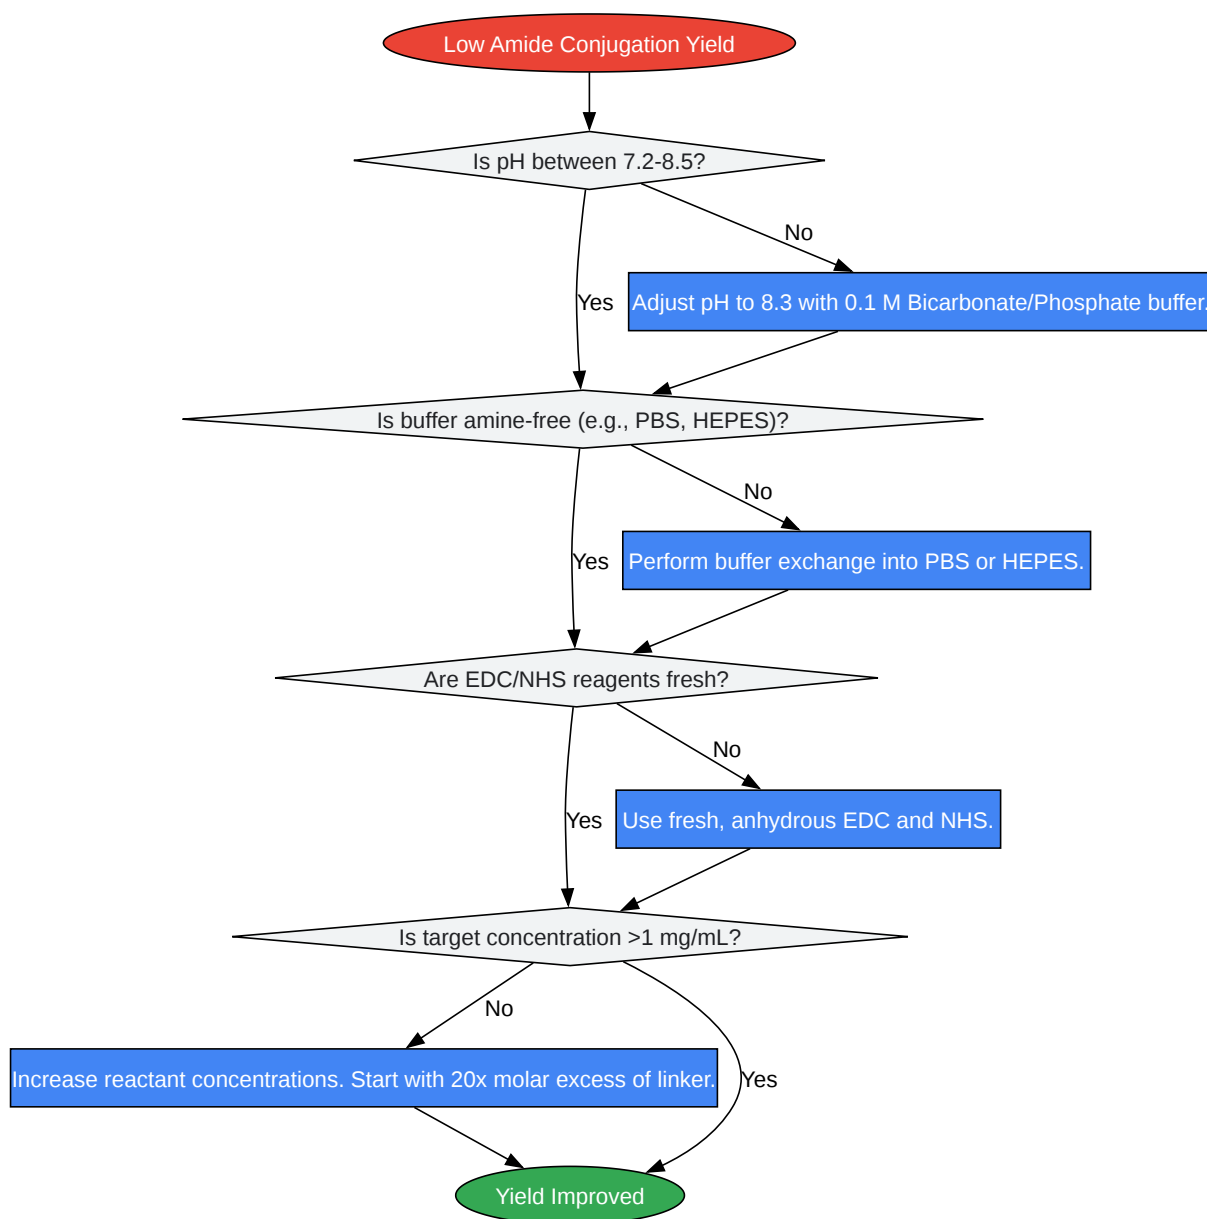 Low Amide Conjugation Yield
Is pH between 7.2-8.5?
No
Adjust pH to 8.3 with 0.1 M Bicarbonate/Phosphate buffer.
Yes
Is buffer amine-free (e.g., PBS, HEPES)?
No
Perform buffer exchange into PBS or HEPES.
Yes
Are EDC/NHS reagents fresh?
No
Use fresh, anhydrous EDC and NHS.
Yes
Is target concentration >1 mg/mL?
No
Increase reactant concentrations. Start with 20x molar excess of linker.
Yes
Yield Improved